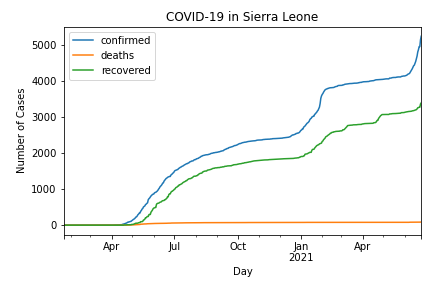 COVID-19 in Sierra Leone
confirmed
deaths
recovered
Number of Cases
5000
4000
3000
2000
1000
0
Apr
Jul
Oct
Jan
2021
Apr
Day